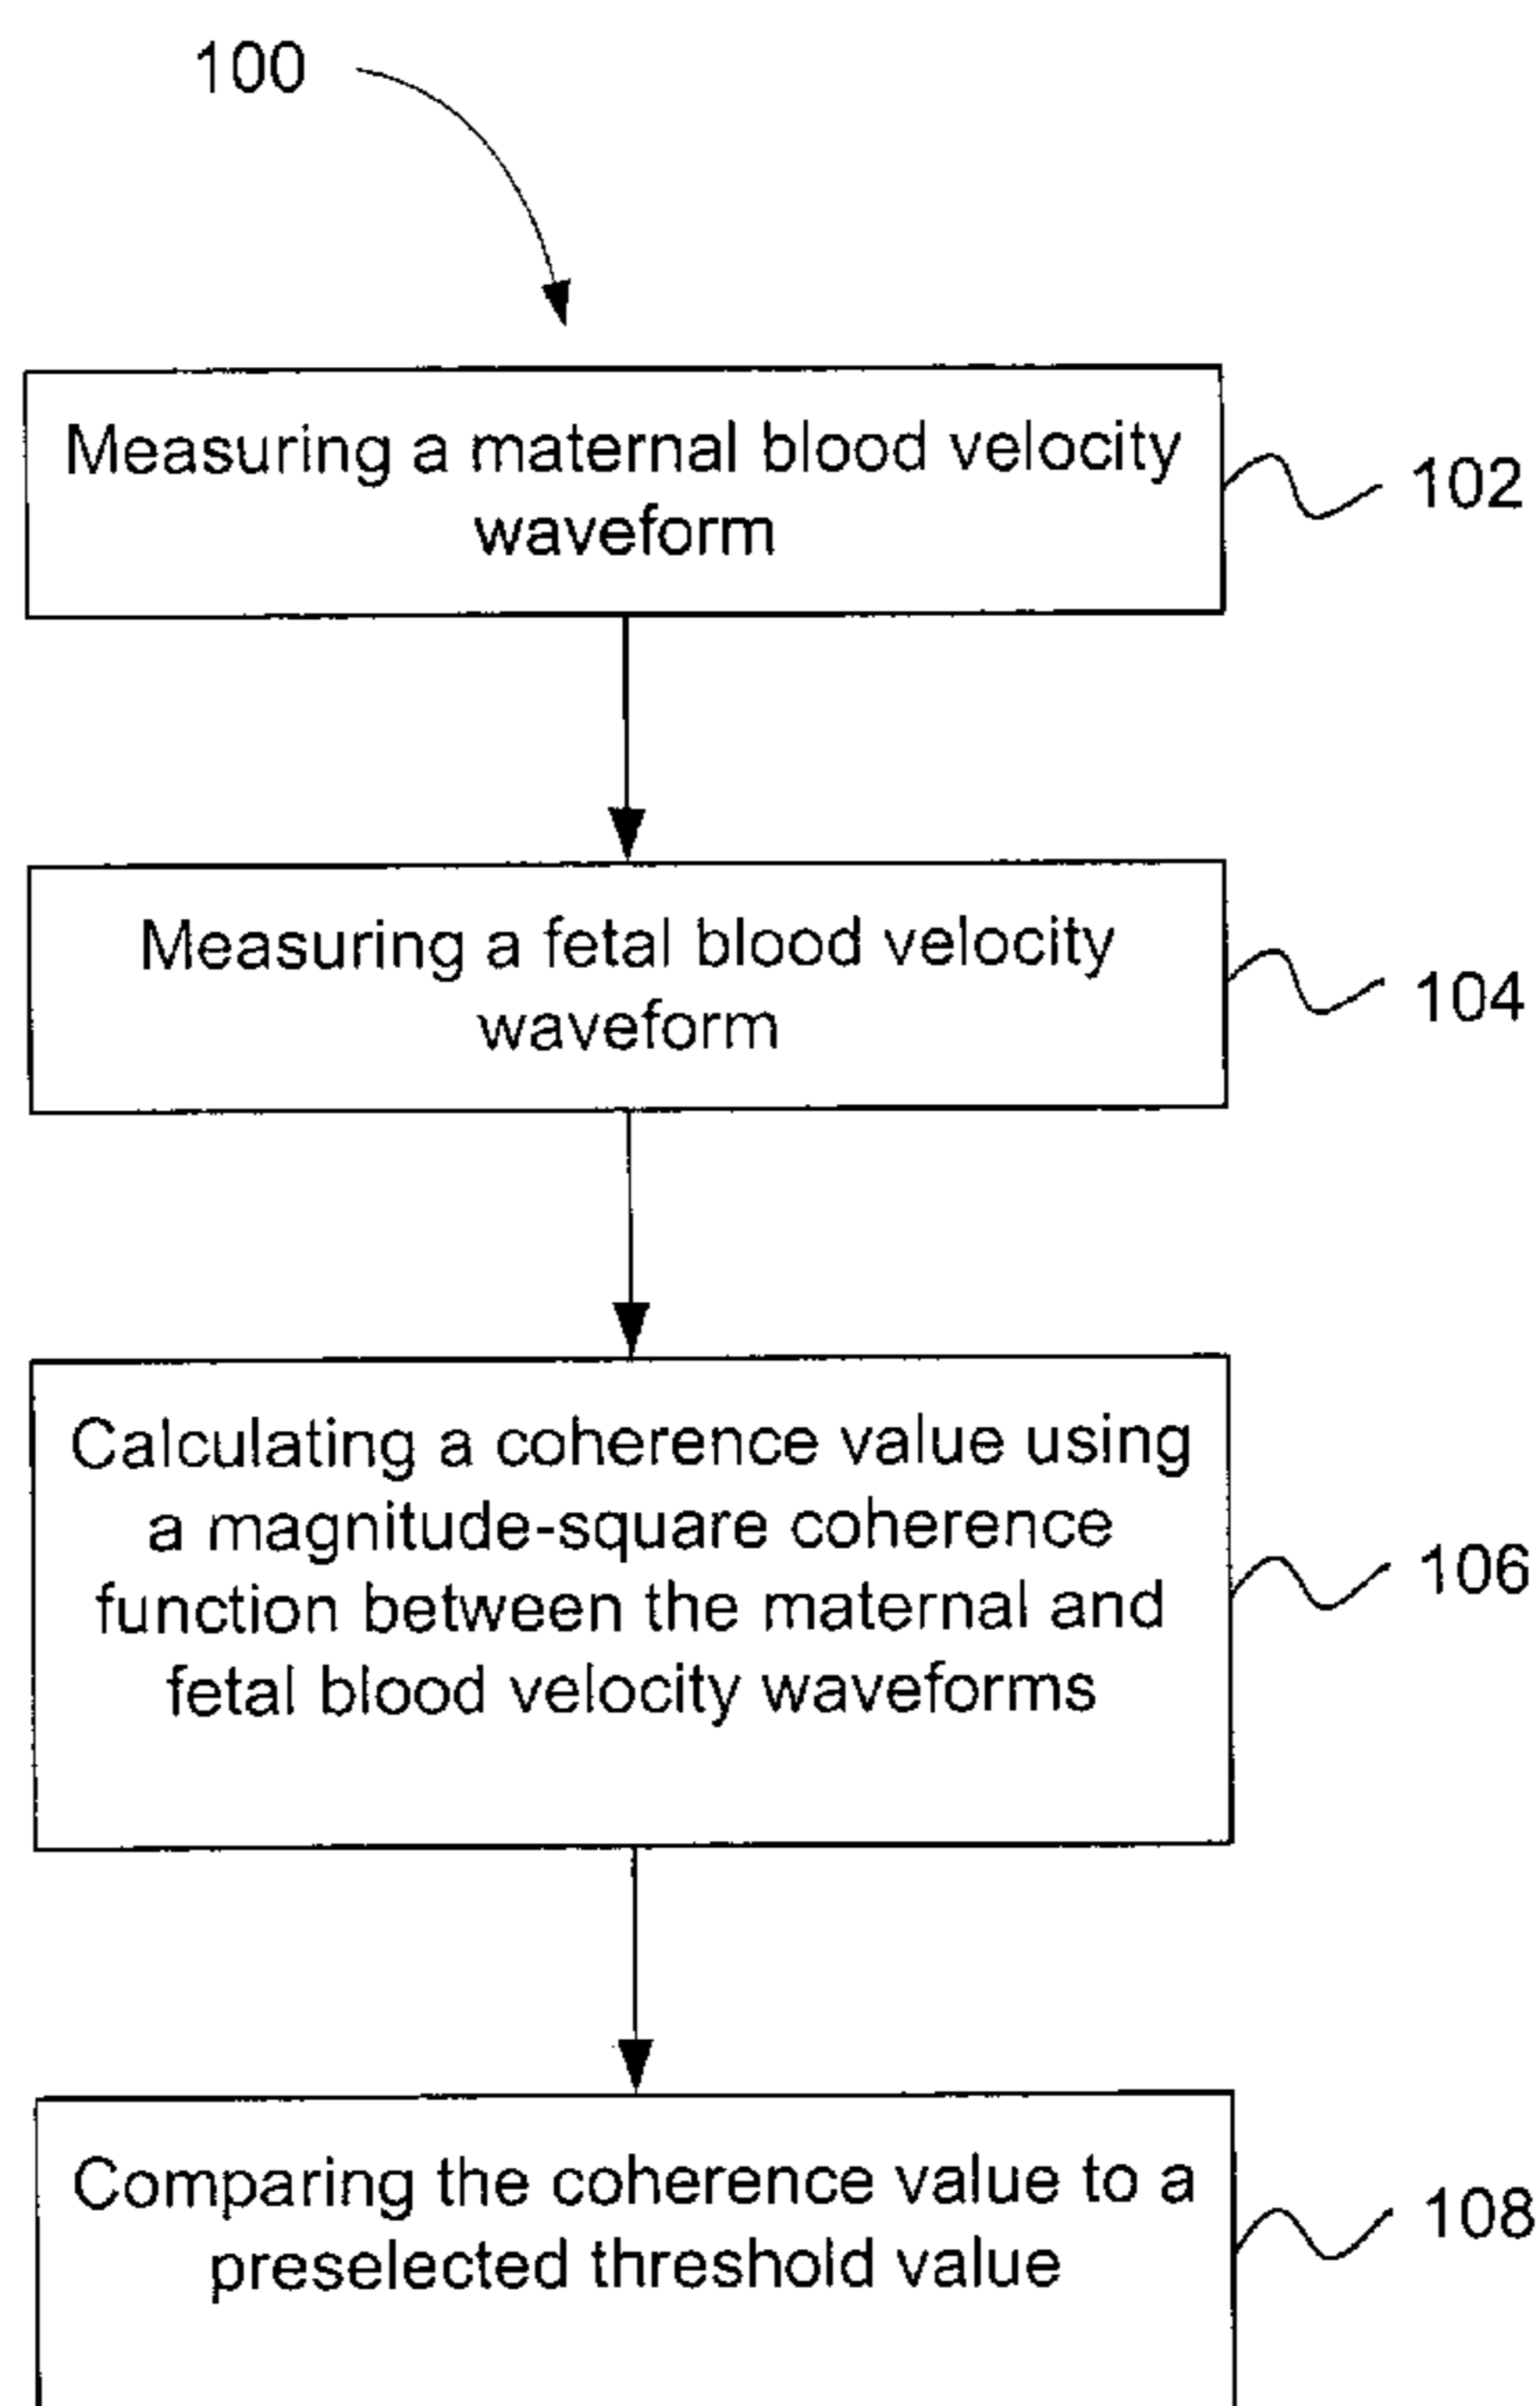 100
Measuring a maternal blood velocity
waveform
102
Measuring a fetal blood velocity
waveform
104
Calculating a coherence value using
a magnitude-square coherence
function between the maternal and
fetal blood velocity waveforms
106
Comparing the coherence value to a
preselected threshold value
108